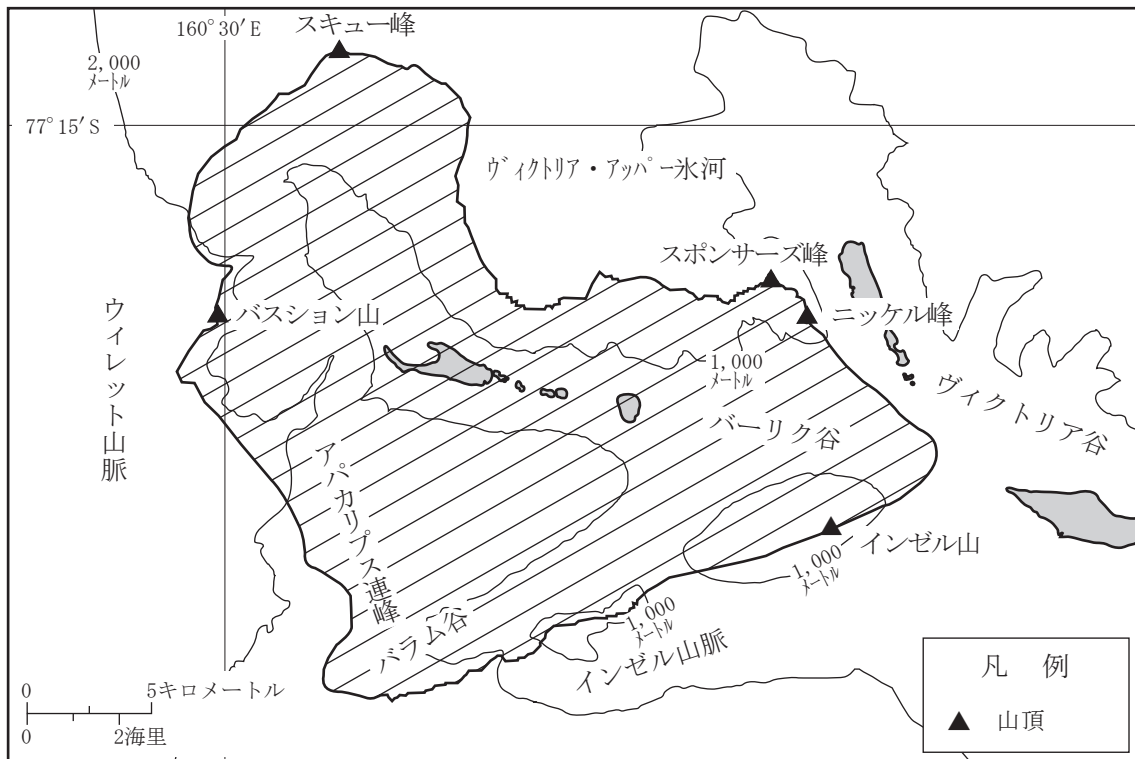 160°30′E
スキュー峰
2,000
メートル
77°15′S
ヴィクトリア・アッパー氷河
スポンサーズ峰
バスション山
ニッケル峰
ウィレット山脈
1,000
メートル
バーリク谷
ヴィクトリア谷
アパカリプス連峰
インゼル山
1,000
メートル
バラム谷
1,000
メートル
インゼル山脈
0
5キロメートル
0
2海里
凡 例
山頂